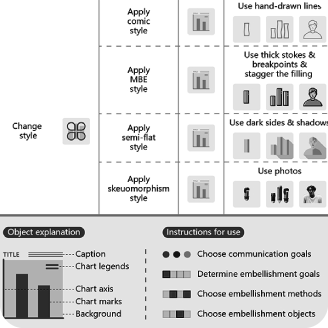 Change
style
Apply
comic
style
Use hand-drawn lines
Apply
MBE
style
Use thick stokes &
breakpoints &
stagger the filling
Apply
semi-flat
style
Use dark sides & shadows
Apply
skeuomorphism
style
Use photos
Object explanation
TITLE
Caption
Chart legends
Chart axis
Chart marks
Background
Instructions for use
Choose communication goals
Determine embellishment goals
Choose embellishment methods
Choose embellishment objects